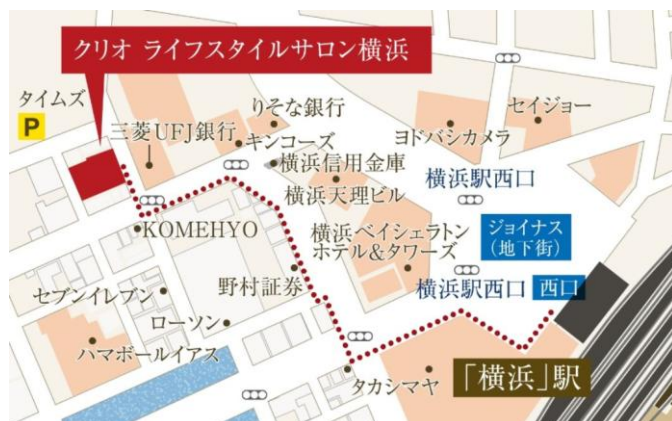 クリオ ライフスタイルサロン横浜
タイムズ
P
三菱UFJ銀行
りそな銀行
キンコーズ
横浜信用金庫
横浜天理ビル
ヨドバシカメラ
セイジョー
横浜駅西口
KOMEHYO
横浜ベイシェラトン
ホテル&タワーズ
ジョイナス
（地下街）
セブンイレブン
野村証券
横浜駅西口
西口
ローソン
ハマボールイアス
タカシマヤ
「横浜」駅